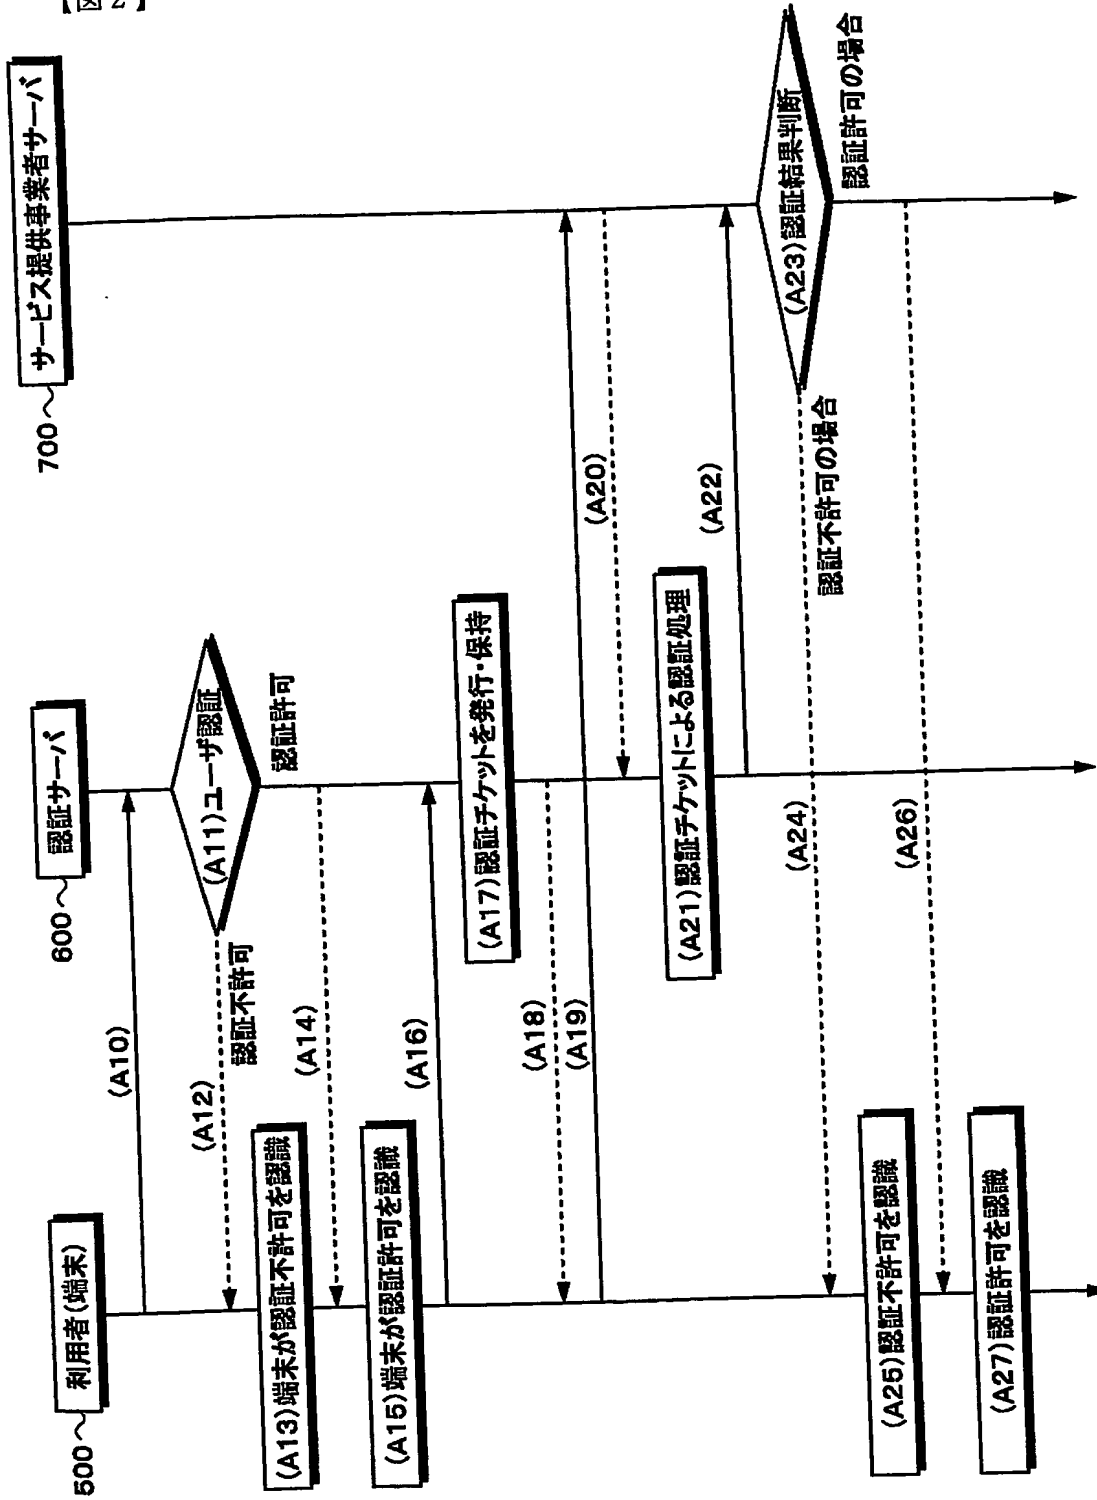 【図2】
500
利用者(端末)
600
認証サーバ
700
サービス提供事業者サーバ
(A10)
(A11)ユーザ認証
認証不許可
認証許可
(A12)
(A13)端末が認証不許可を認識
(A14)
(A15)端末が認証許可を認識
(A16)
(A17)認証チケットを発行・保持
(A18)
(A19)
(A20)
(A21)認証チケットによる認証処理
(A22)
(A23)認証結果判断
認証不許可の場合
認証許可の場合
(A24)
(A25)認証不許可を認識
(A26)
(A27)認証許可を認識